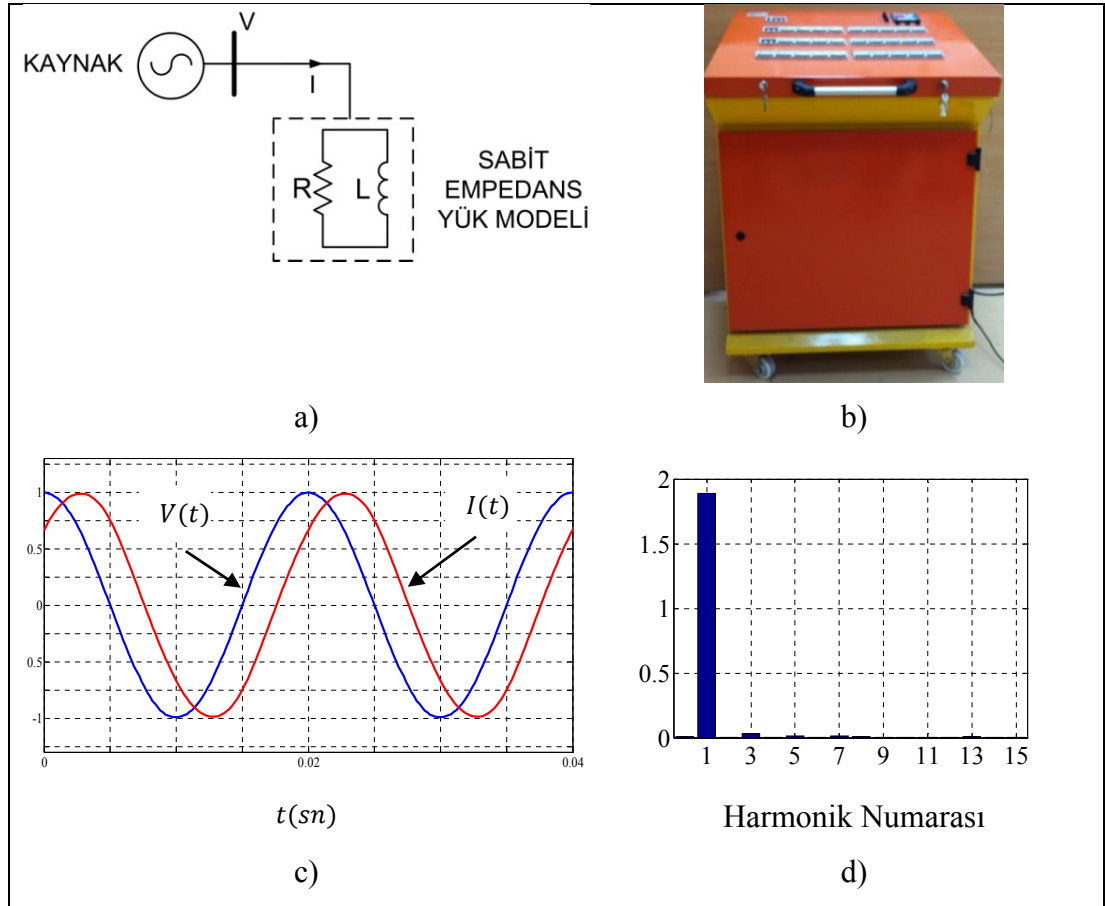 V
KAYNAK
I
R
L
SABİT
EMPEDANS
YÜK MODELİ
a)
b)
1
0.5
0
0.5
-1
0
0.02
0.04
V(t)
I(t)
t(sn)
c)
2
1.5
1
0.5
0
1 3 5 7 9 11 13 15
Harmonik Numarası
d)